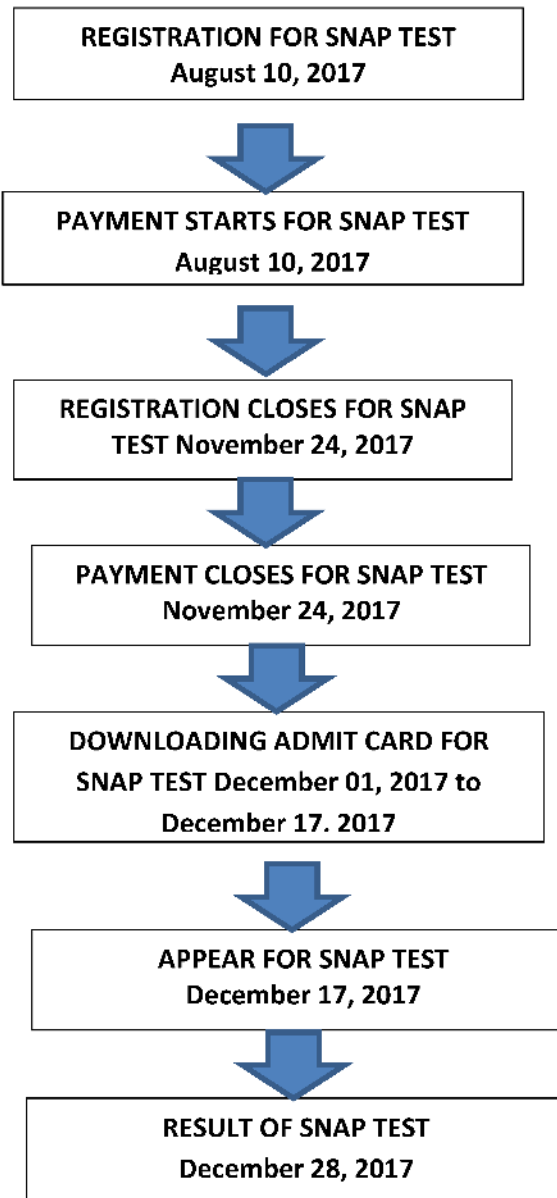 REGISTRATION FOR SNAP TEST
August 10, 2017
PAYMENT STARTS FOR SNAP TEST
August 10, 2017
REGISTRATION CLOSES FOR SNAP
TEST November 24, 2017
PAYMENT CLOSES FOR SNAP TEST
November 24, 2017
DOWNLOADING ADMIT CARD FOR
SNAP TEST December 01, 2017 to
December 17, 2017
APPEAR FOR SNAP TEST
December 17, 2017
RESULT OF SNAP TEST
December 28, 2017